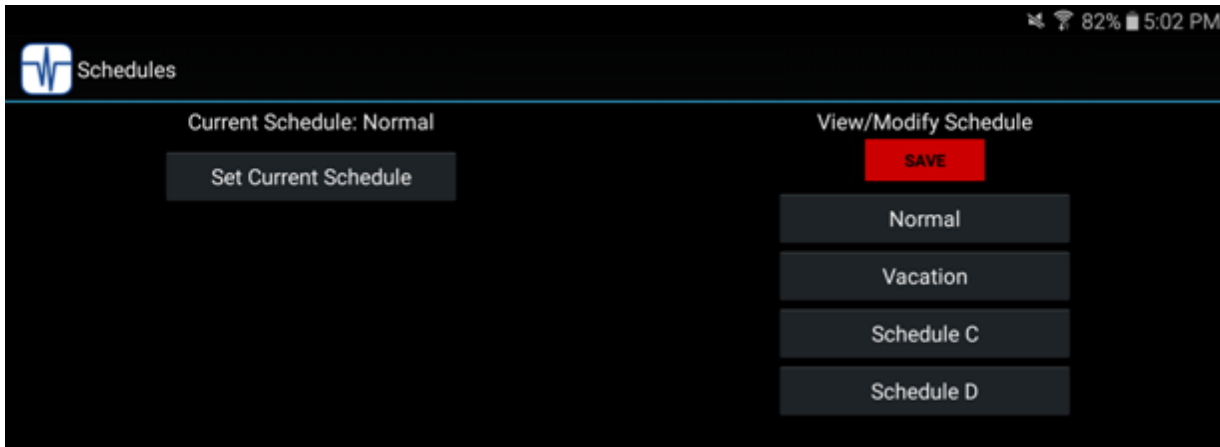 82% 5:02 PM
Schedules
Current Schedule: Normal
Set Current Schedule
View/Modify Schedule
SAVE
Normal
Vacation
Schedule C
Schedule D